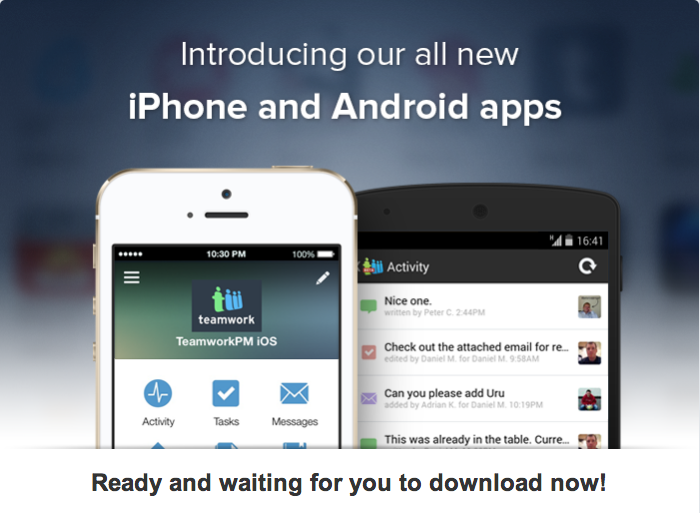 Introducing our all new
iPhone and Android apps
10:30 PM
100%
teamwork
TeamworkPM iOS
Activity
Tasks
Messages
H
16:41
Activity
Nice one.
written by Peter C. 2:44PM
Check out the attached email for re...
edited by Daniel M. for Daniel M. 9:58AM
Can you please add Uru
added by Adrian K. for Daniel M. 10:19PM
This was already in the table. Curre...
Ready and waiting for you to download now!